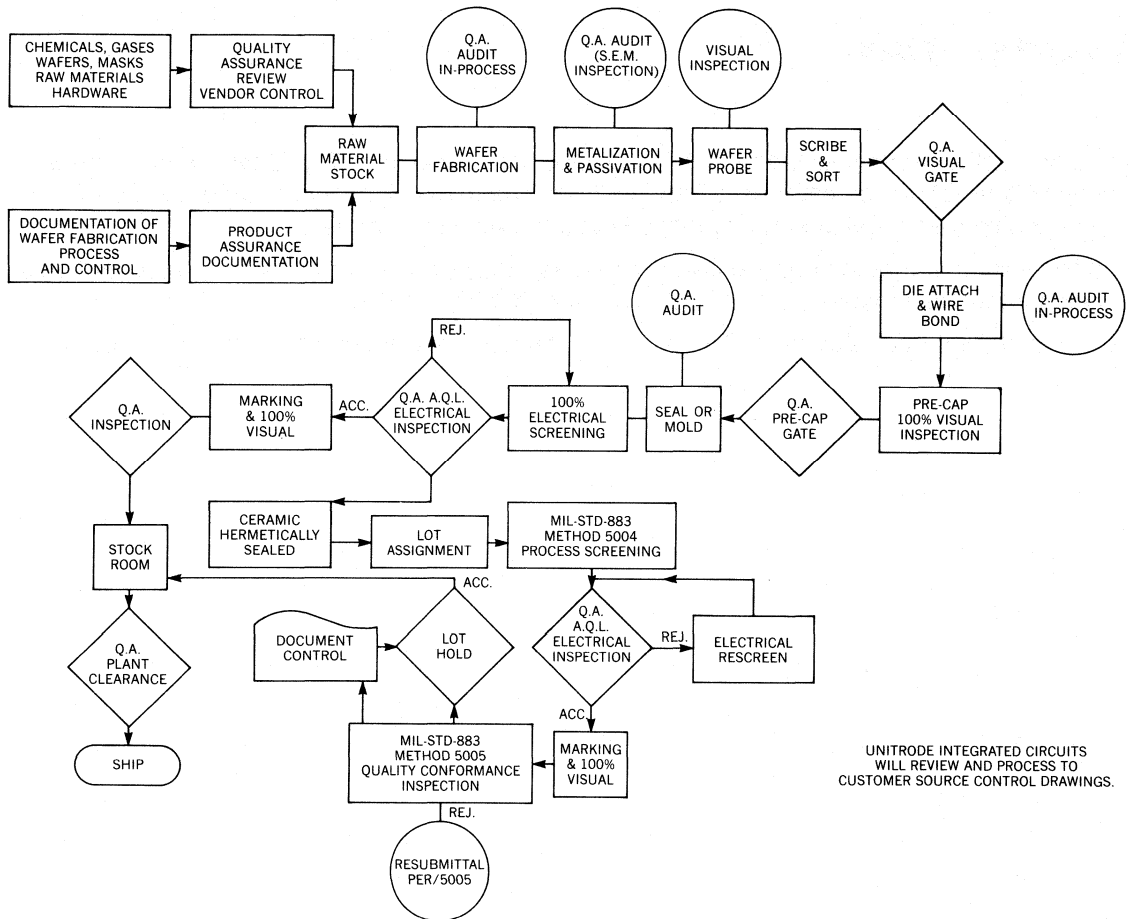 CHEMICALS, GASES
WAFERS, MASKS
RAW MATERIALS
HARDWARE
QUALITY
ASSURANCE
REVIEW
VENDOR CONTROL
Q.A.
AUDIT
IN-PROCESS
Q.A. AUDIT
(S.E.M.
INSPECTION)
VISUAL
INSPECTION
RAW
MATERIAL
STOCK
WAFER
FABRICATION
METALIZATION
& PASSIVATION
WAFER
PROBE
SCRIBE
&
SORT
Q.A.
VISUAL
GATE
DOCUMENTATION OF
WAFER FABRICATION
PROCESS
AND CONTROL
PRODUCT
ASSURANCE
DOCUMENTATION
DIE ATTACH
& WIRE
BOND
Q.A. AUDIT
IN-PROCESS
Q.A.
AUDIT
REJ.
Q.A.
INSPECTION
MARKING
& 100%
VISUAL
ACC.
Q.A. A.Q.L.
ELECTRICAL
INSPECTION
100%
ELECTRICAL
SCREENING
SEAL OR
MOLD
Q.A.
PRE-CAP
GATE
PRE-CAP
100% VISUAL
INSPECTION
CERAMIC
HERMETICALLY
SEALED
LOT
ASSIGNMENT
MIL-STD-883
METHOD 5004
PROCESS SCREENING
STOCK
ROOM
ACC.
Q.A.
PLANT
CLEARANCE
DOCUMENT
CONTROL
LOT
HOLD
Q.A.
A.Q.L.
ELECTRICAL
INSPECTION
REJ.
ELECTRICAL
RESCREEN
ACC.
SHIP
MIL-STD-883
METHOD 5005
QUALITY CONFORMANCE
INSPECTION
MARKING
& 100%
VISUAL
REJ.
RESUBMITTAL
PER/5005
UNITRODE INTEGRATED CIRCUITS
WILL REVIEW AND PROCESS TO
CUSTOMER SOURCE CONTROL DRAWINGS.